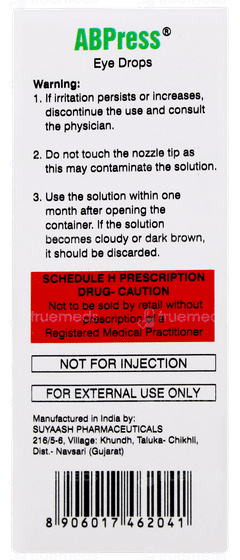 ABPress®
Eye Drops
Warning:
1. If irritation persists or increases,
discontinue the use and consult
the physician.
2. Do not touch the nozzle tip as
this may contaminate the solution.
3. Use the solution within one
month after opening the
container. If the solution
becomes cloudy or dark brown,
it should be discarded.
SCHEDULE H PRESCRIPTION
DRUG- CAUTION
Not to be sold by retail without
prescription of a
Registered Medical Practitioner
truemeds
truemeds
NOT FOR INJECTION
FOR EXTERNAL USE ONLY
Manufactured in India by:
SUYAASH PHARMACEUTICALS
216/5-6, Village: Khundh, Taluka- Chikhli,
Dist.- Navsari (Gujarat)
8 906017 462041